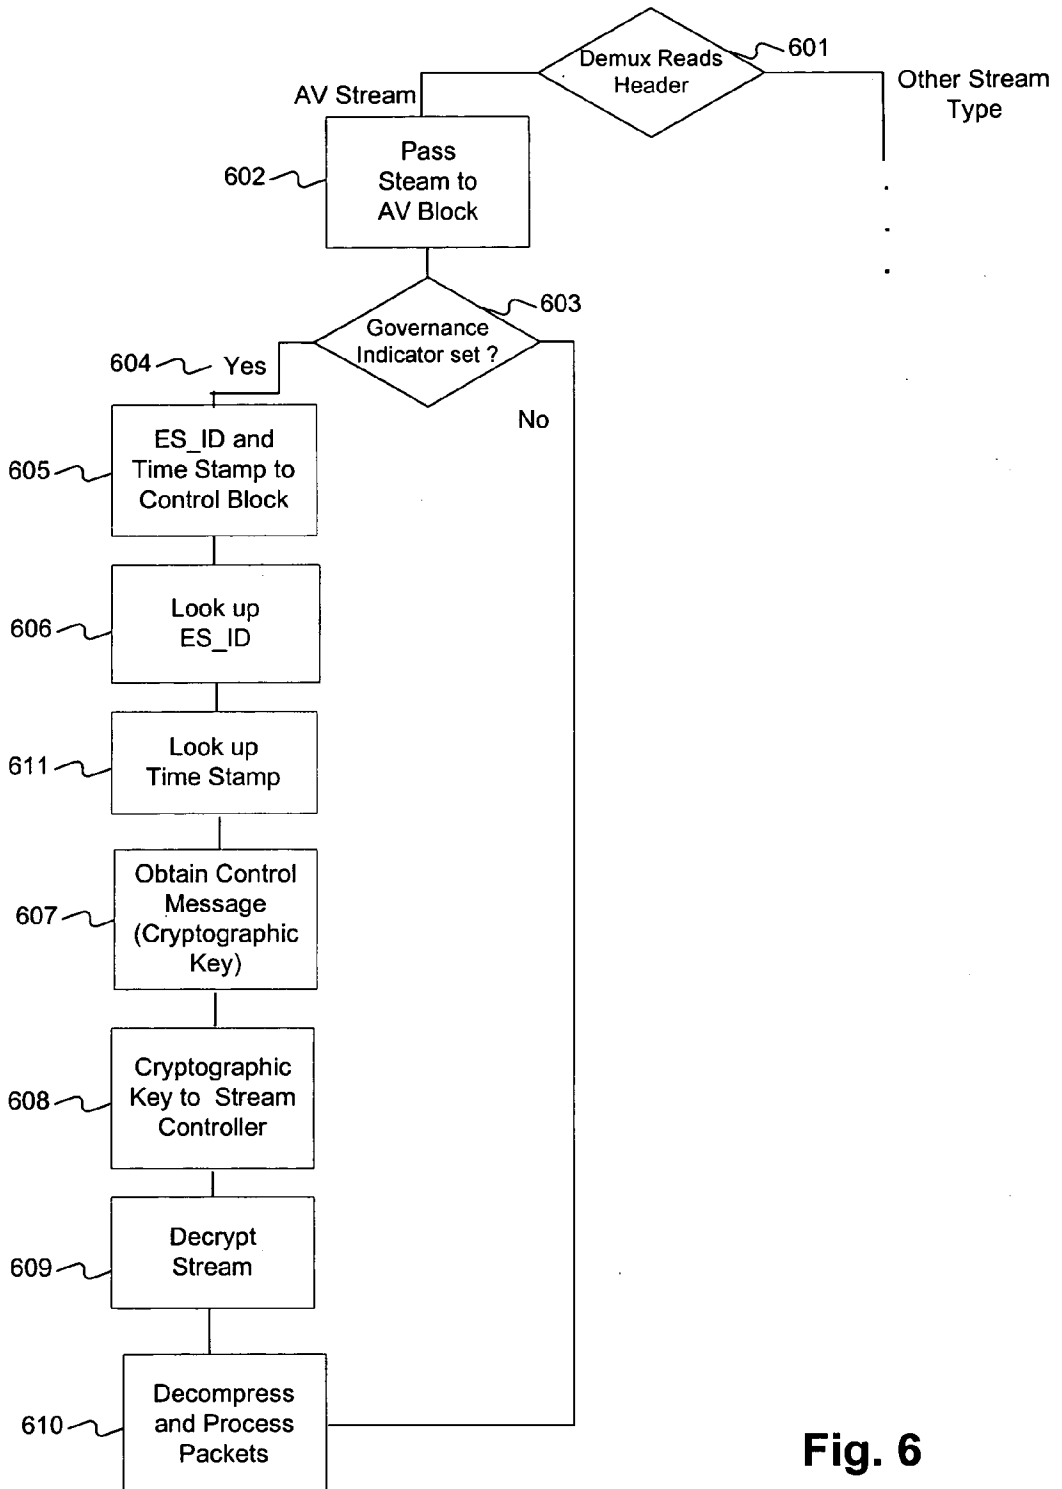 Demux Reads
Header
601
AV Stream
Other Stream
Type
Pass
Steam to
AV Block
602
Governance
Indicator set ?
603
604
Yes
No
ES_ID and
Time Stamp to
Control Block
605
Look up
ES_ID
606
Look up
Time Stamp
611
Obtain Control
Message
(Cryptographic
Key)
607
Cryptographic
Key to Stream
Controller
608
Decrypt
Stream
609
Decompress
and Process
Packets
610
Fig. 6